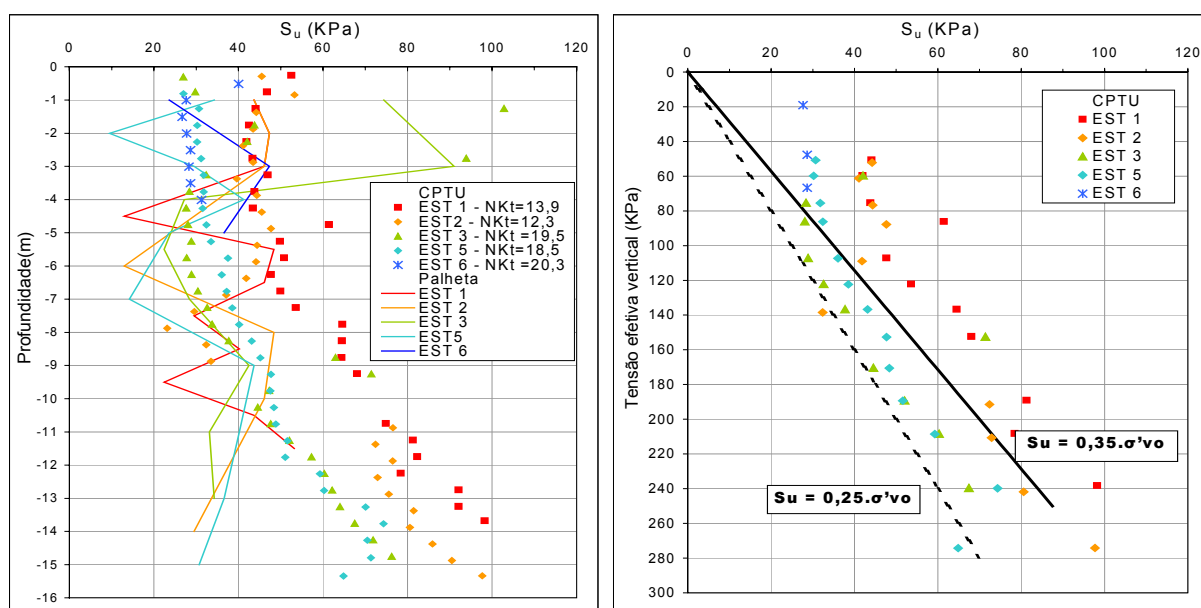 S_u (KPa)
0 20 40 60 80 100 120
Profundidade(m)
0
-1
-2
-3
-4
-5
-6
-7
-8
-9
-10
-11
-12
-13
-14
-15
-16
CPTU
EST 1 - NKt=13,9
EST2 - NKt=12,3
EST 3 - NKt =19,5
EST 5 - NKt=18,5
EST 6 - NKt =20,3
Palheta
EST 1
EST 2
EST 3
EST5
EST 6
S_u (KPa)
0 20 40 60 80 100 120
Tensão efetiva vertical (KPa)
0
20
40
60
80
100
120
140
160
180
200
220
240
260
280
300
CPTU
EST 1
EST 2
EST 3
EST 5
EST 6
Su = 0,35.σ'vo
Su = 0,25.σ'vo